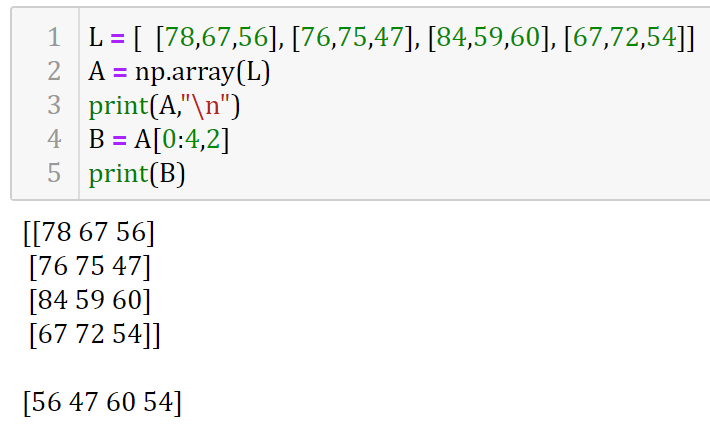 1 L = [ [78,67,56], [76,75,47], [84,59,60], [67,72,54]]
2 A = np.array(L)
3 print(A,"\n")
4 B = A[0:4,2]
5 print(B)
[[78 67 56]
[76 75 47]
[84 59 60]
[67 72 54]]
[56 47 60 54]